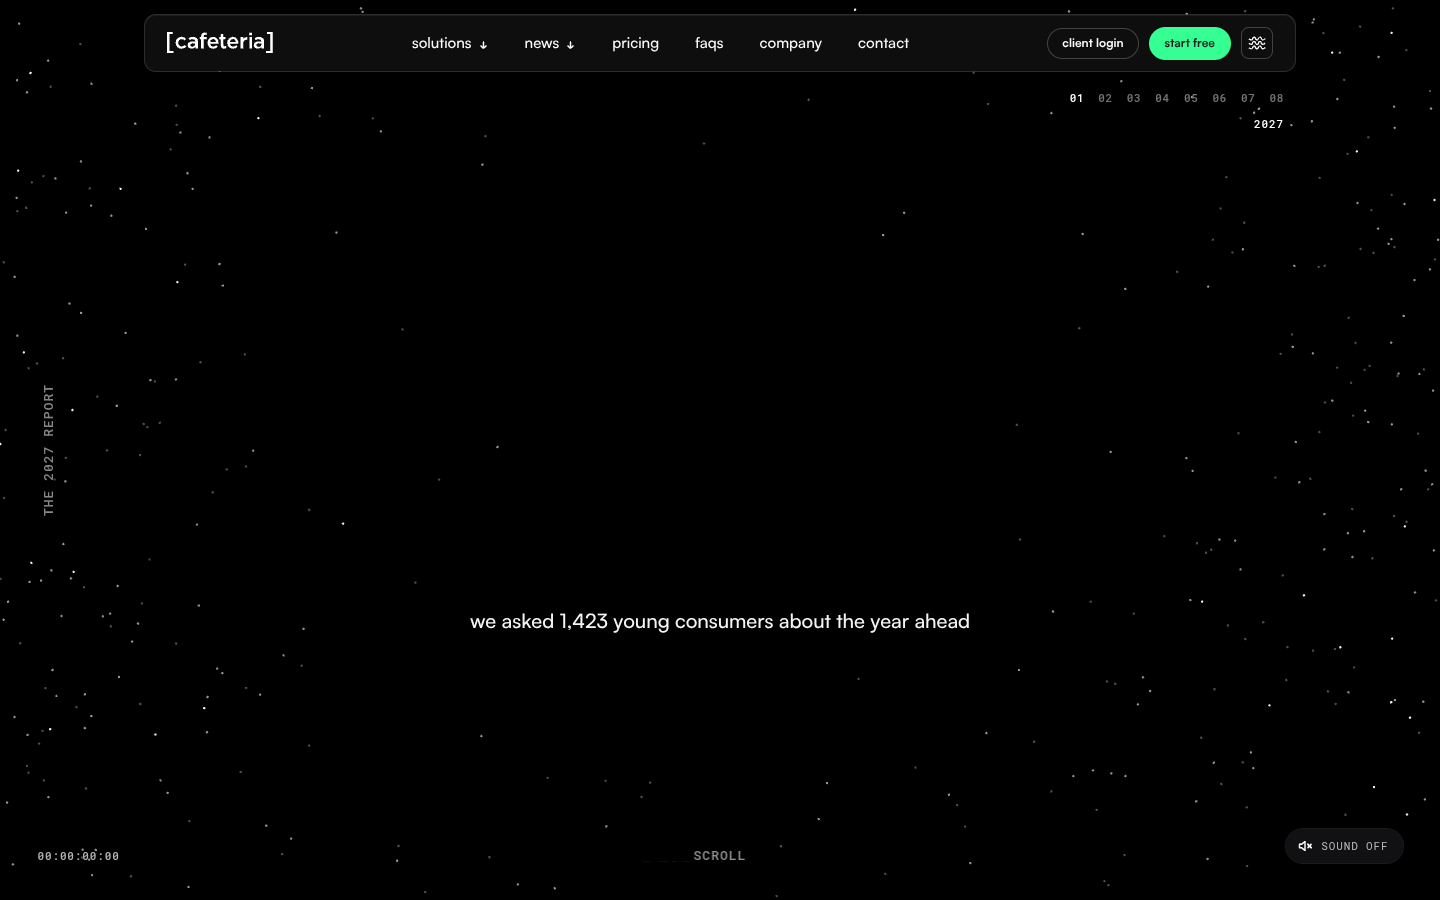 [cafeteria]
solutions ↓ news ↓ pricing faqs company contact
client login start free
01 02 03 04 05 06 07 08
2027
THE 2027 REPORT
we asked 1,423 young consumers about the year ahead
00:00:00:00
SCROLL
SOUND OFF